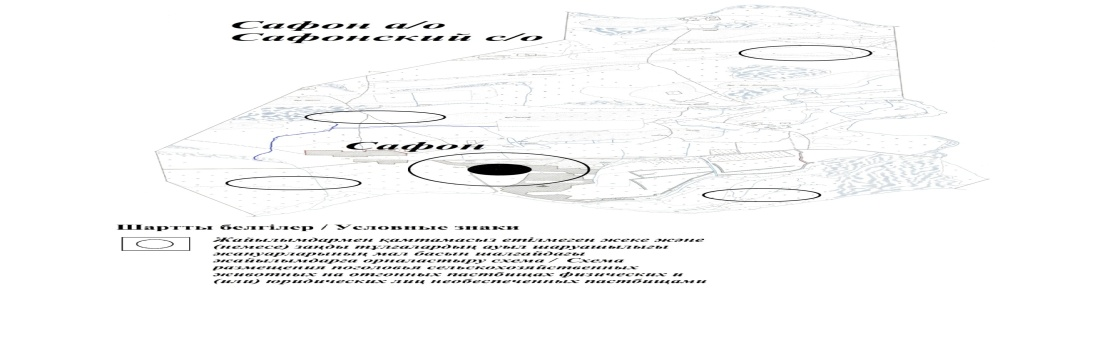 Сафон а/о
Сафонский с/о
Сафон
Шартты белгілер / Условные знаки
Жайылымдармен қамтамасыз етілмеген жеке және
(немесе) заңды тұлғалардың ауыл шаруашылығы
жануарларының мал басын шалғайдағы
жайылымдарға орналастыру схема / Схема
размещения поголовья сельскохозяйственных
животных на отгонных пастбищах физических и
(или) юридических лиц необеспеченных пастбищами